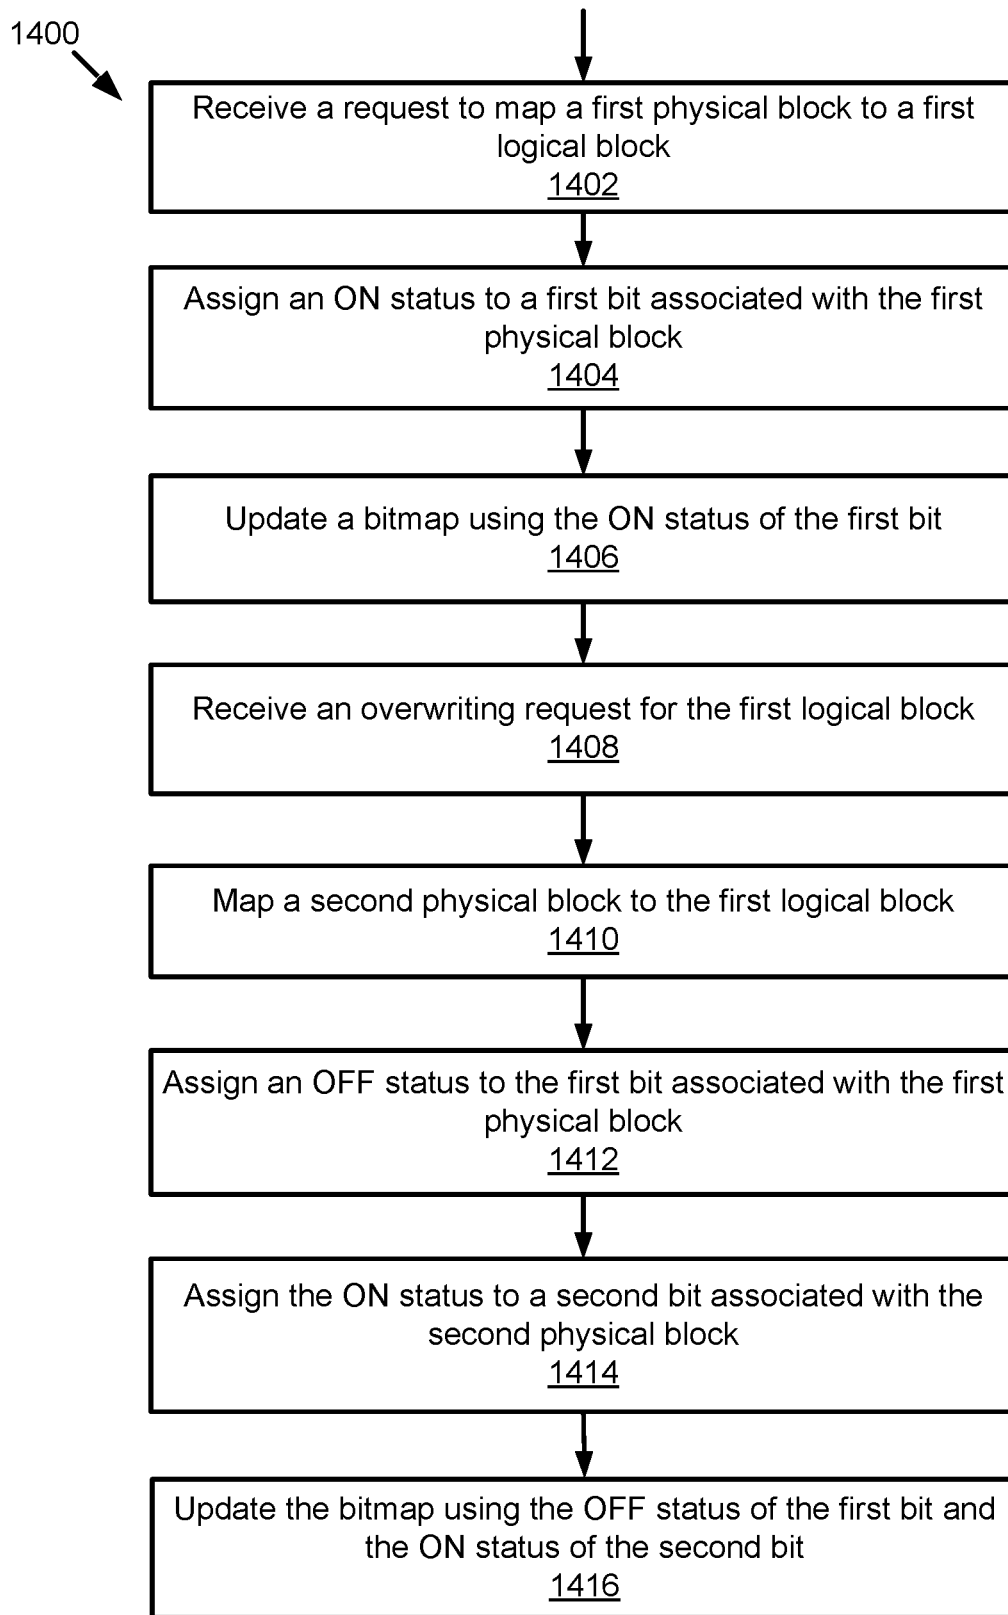 1400
Receive a request to map a first physical block to a first
logical block
1402
Assign an ON status to a first bit associated with the first
physical block
1404
Update a bitmap using the ON status of the first bit
1406
Receive an overwriting request for the first logical block
1408
Map a second physical block to the first logical block
1410
Assign an OFF status to the first bit associated with the first
physical block
1412
Assign the ON status to a second bit associated with the
second physical block
1414
Update the bitmap using the OFF status of the first bit and
the ON status of the second bit
1416